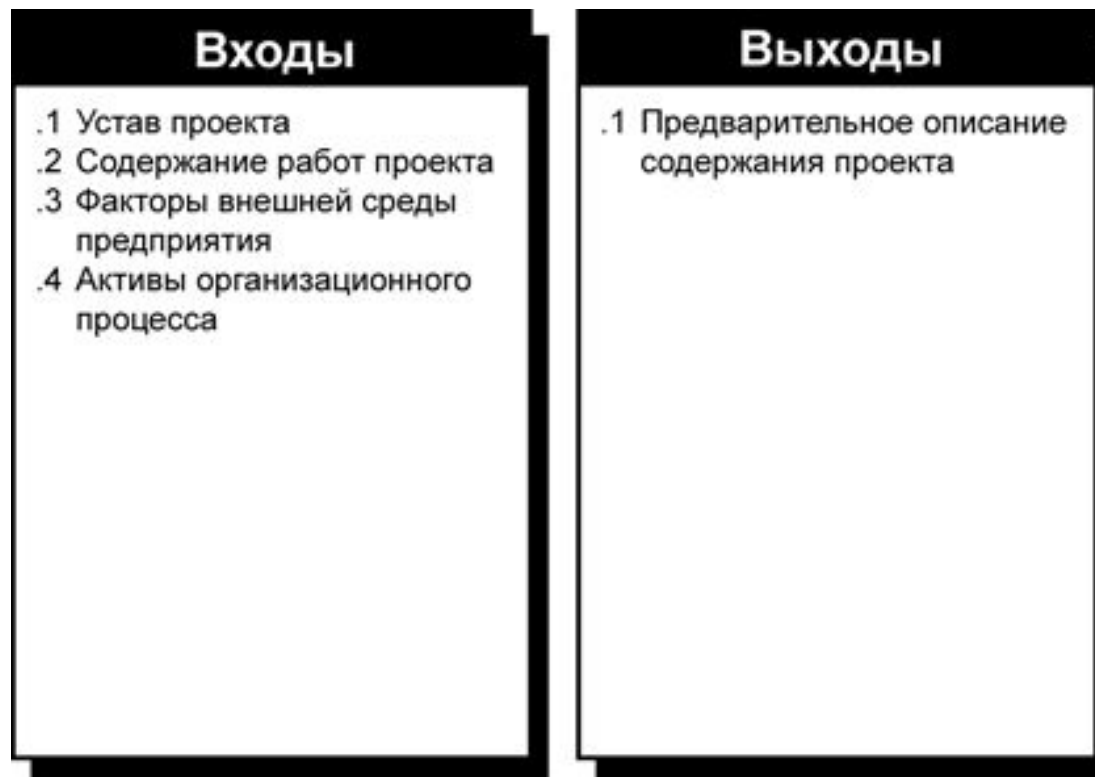 Входы
.1 Устав проекта
.2 Содержание работ проекта
.3 Факторы внешней среды
предприятия
.4 Активы организационного
процесса
Выходы
.1 Предварительное описание
содержания проекта